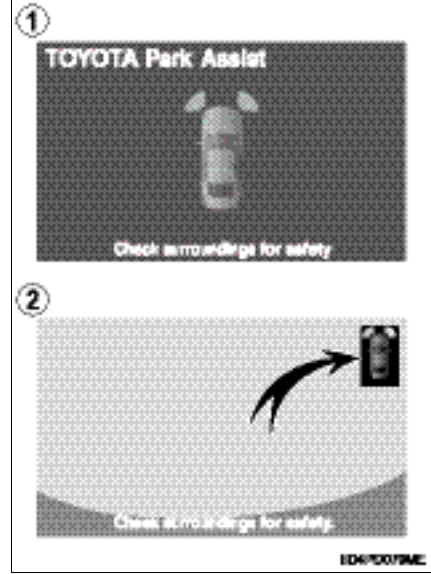 1
TOYOTA Park Assist
Check surroundings for safety
2
Check surroundings for safety.